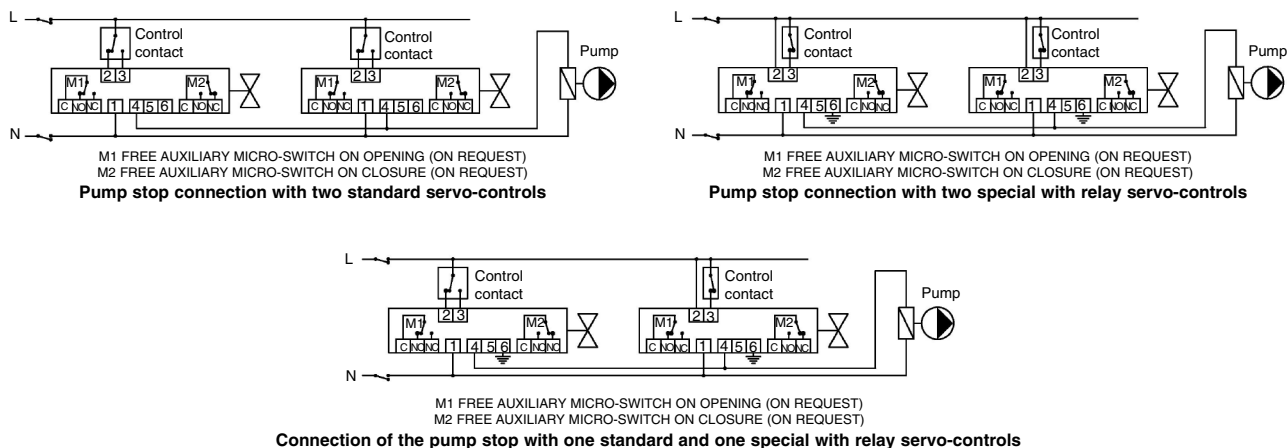 L
Control
contact
Pump
2 3
M1 M2
C NO NC 1 4 5 6 C NO NC
Control
contact
2 3
M1 M2
C NO NC 1 4 5 6 C NO NC
N
M1 FREE AUXILIARY MICRO-SWITCH ON OPENING (ON REQUEST)
M2 FREE AUXILIARY MICRO-SWITCH ON CLOSURE (ON REQUEST)
Pump stop connection with two standard servo-controls
L
Control
contact
Pump
2 3
M1 M2
C NO NC 1 4 5 6 C NO NC
Control
contact
2 3
M1 M2
C NO NC 1 4 5 6 C NO NC
N
M1 FREE AUXILIARY MICRO-SWITCH ON OPENING (ON REQUEST)
M2 FREE AUXILIARY MICRO-SWITCH ON CLOSURE (ON REQUEST)
Pump stop connection with two special with relay servo-controls
L
Control
contact
Pump
2 3
M1 M2
C NO NC 1 4 5 6 C NO NC
Control
contact
2 3
M1 M2
C NO NC 1 4 5 6 C NO NC
N
M1 FREE AUXILIARY MICRO-SWITCH ON OPENING (ON REQUEST)
M2 FREE AUXILIARY MICRO-SWITCH ON CLOSURE (ON REQUEST)
Connection of the pump stop with one standard and one special with relay servo-controls